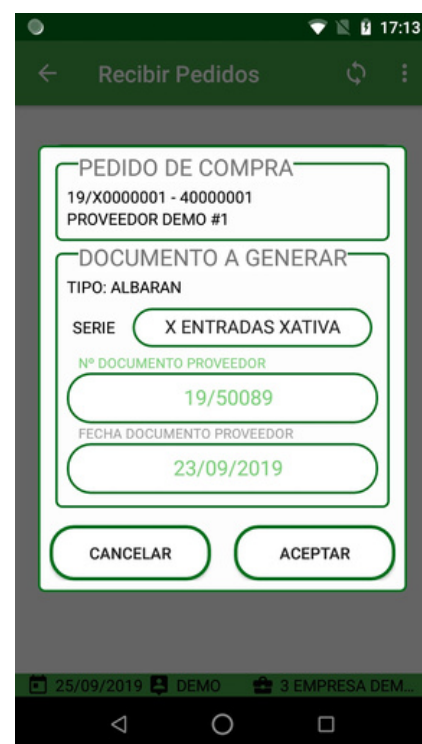 17:13
Recibir Pedidos
PEDIDO DE COMPRA
19/X0000001 - 40000001
PROVEEDOR DEMO #1
DOCUMENTO A GENERAR
TIPO: ALBARAN
SERIE X ENTRADAS XATIVA
Nº DOCUMENTO PROVEEDOR
19/50089
FECHA DOCUMENTO PROVEEDOR
23/09/2019
CANCELAR ACEPTAR
25/09/2019 DEMO 3 EMPRESA DEM...